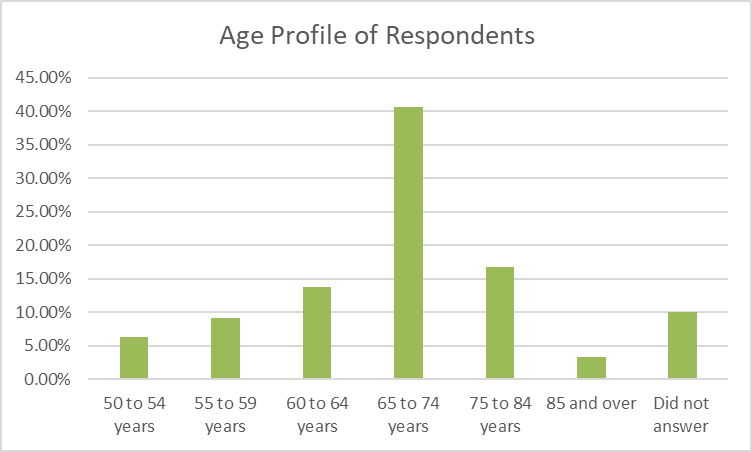 Age Profile of Respondents
45.00%
40.00%
35.00%
30.00%
25.00%
20.00%
15.00%
10.00%
5.00%
0.00%
50 to 54
years
55 to 59
years
60 to 64
years
65 to 74
years
75 to 84
years
85 and over
Did not
answer